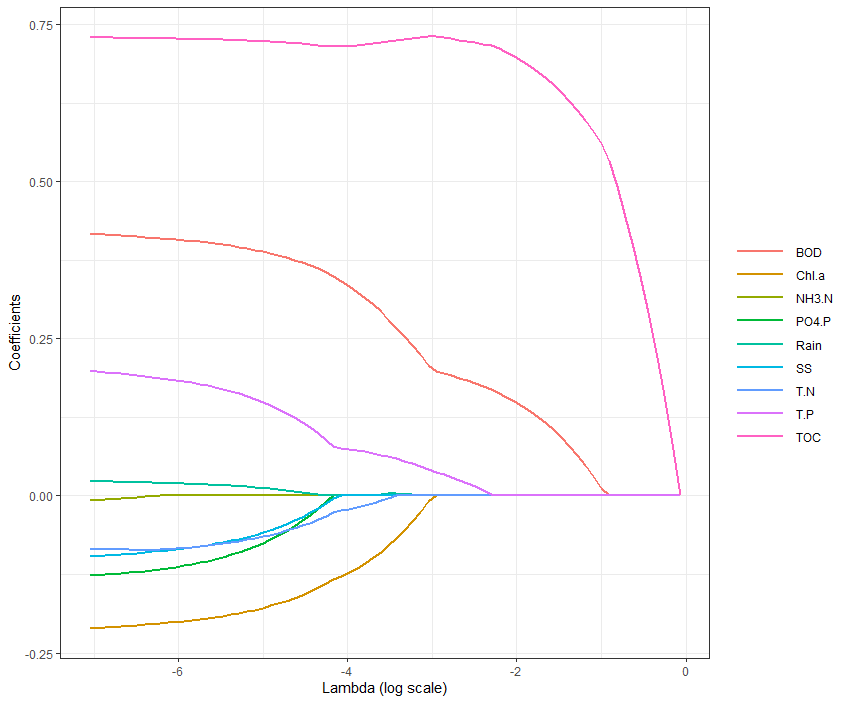 0.75
0.50
0.25
0.00
-0.25
Coefficients
-6
-4
-2
0
Lambda (log scale)
BOD
Chl.a
NH3.N
PO4.P
Rain
SS
T.N
T.P
TOC